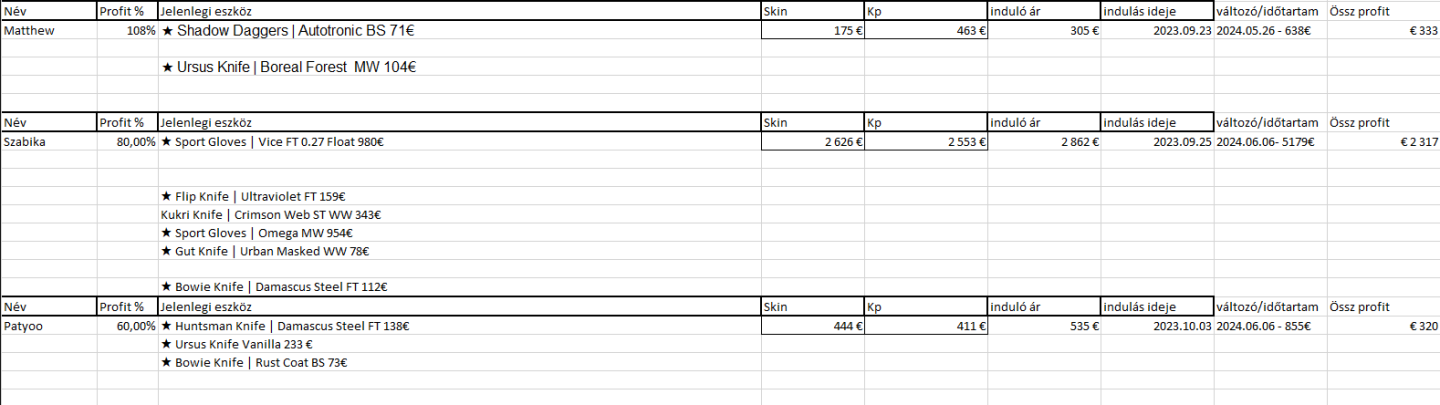 Név Profit % Jelenlegi eszköz Skin Kp induló ár indulás ideje változó/időtartam Össz profit
Matthew 108% ★ Shadow Daggers | Autotronic BS 71€ 175 € 463 € 305 € 2023.09.23 2024.05.26 - 638€ € 333
★ Ursus Knife | Boreal Forest MW 104€
Név Profit % Jelenlegi eszköz Skin Kp induló ár indulás ideje változó/időtartam Össz profit
Szabika 80,00% ★ Sport Gloves | Vice FT 0.27 Float 980€ 2 626 € 2 553 € 2 862 € 2023.09.25 2024.06.06- 5179€ € 2 317
★ Flip Knife | Ultraviolet FT 159€
Kukri Knife | Crimson Web ST WW 343€
★ Sport Gloves | Omega MW 954€
★ Gut Knife | Urban Masked WW 78€
★ Bowie Knife | Damascus Steel FT 112€
Név Profit % Jelenlegi eszköz Skin Kp induló ár indulás ideje változó/időtartam Össz profit
Patyoo 60,00% ★ Huntsman Knife | Damascus Steel FT 138€ 444 € 411 € 535 € 2023.10.03 2024.06.06 - 855€ € 320
★ Ursus Knife Vanilla 233 €
★ Bowie Knife | Rust Coat BS 73€